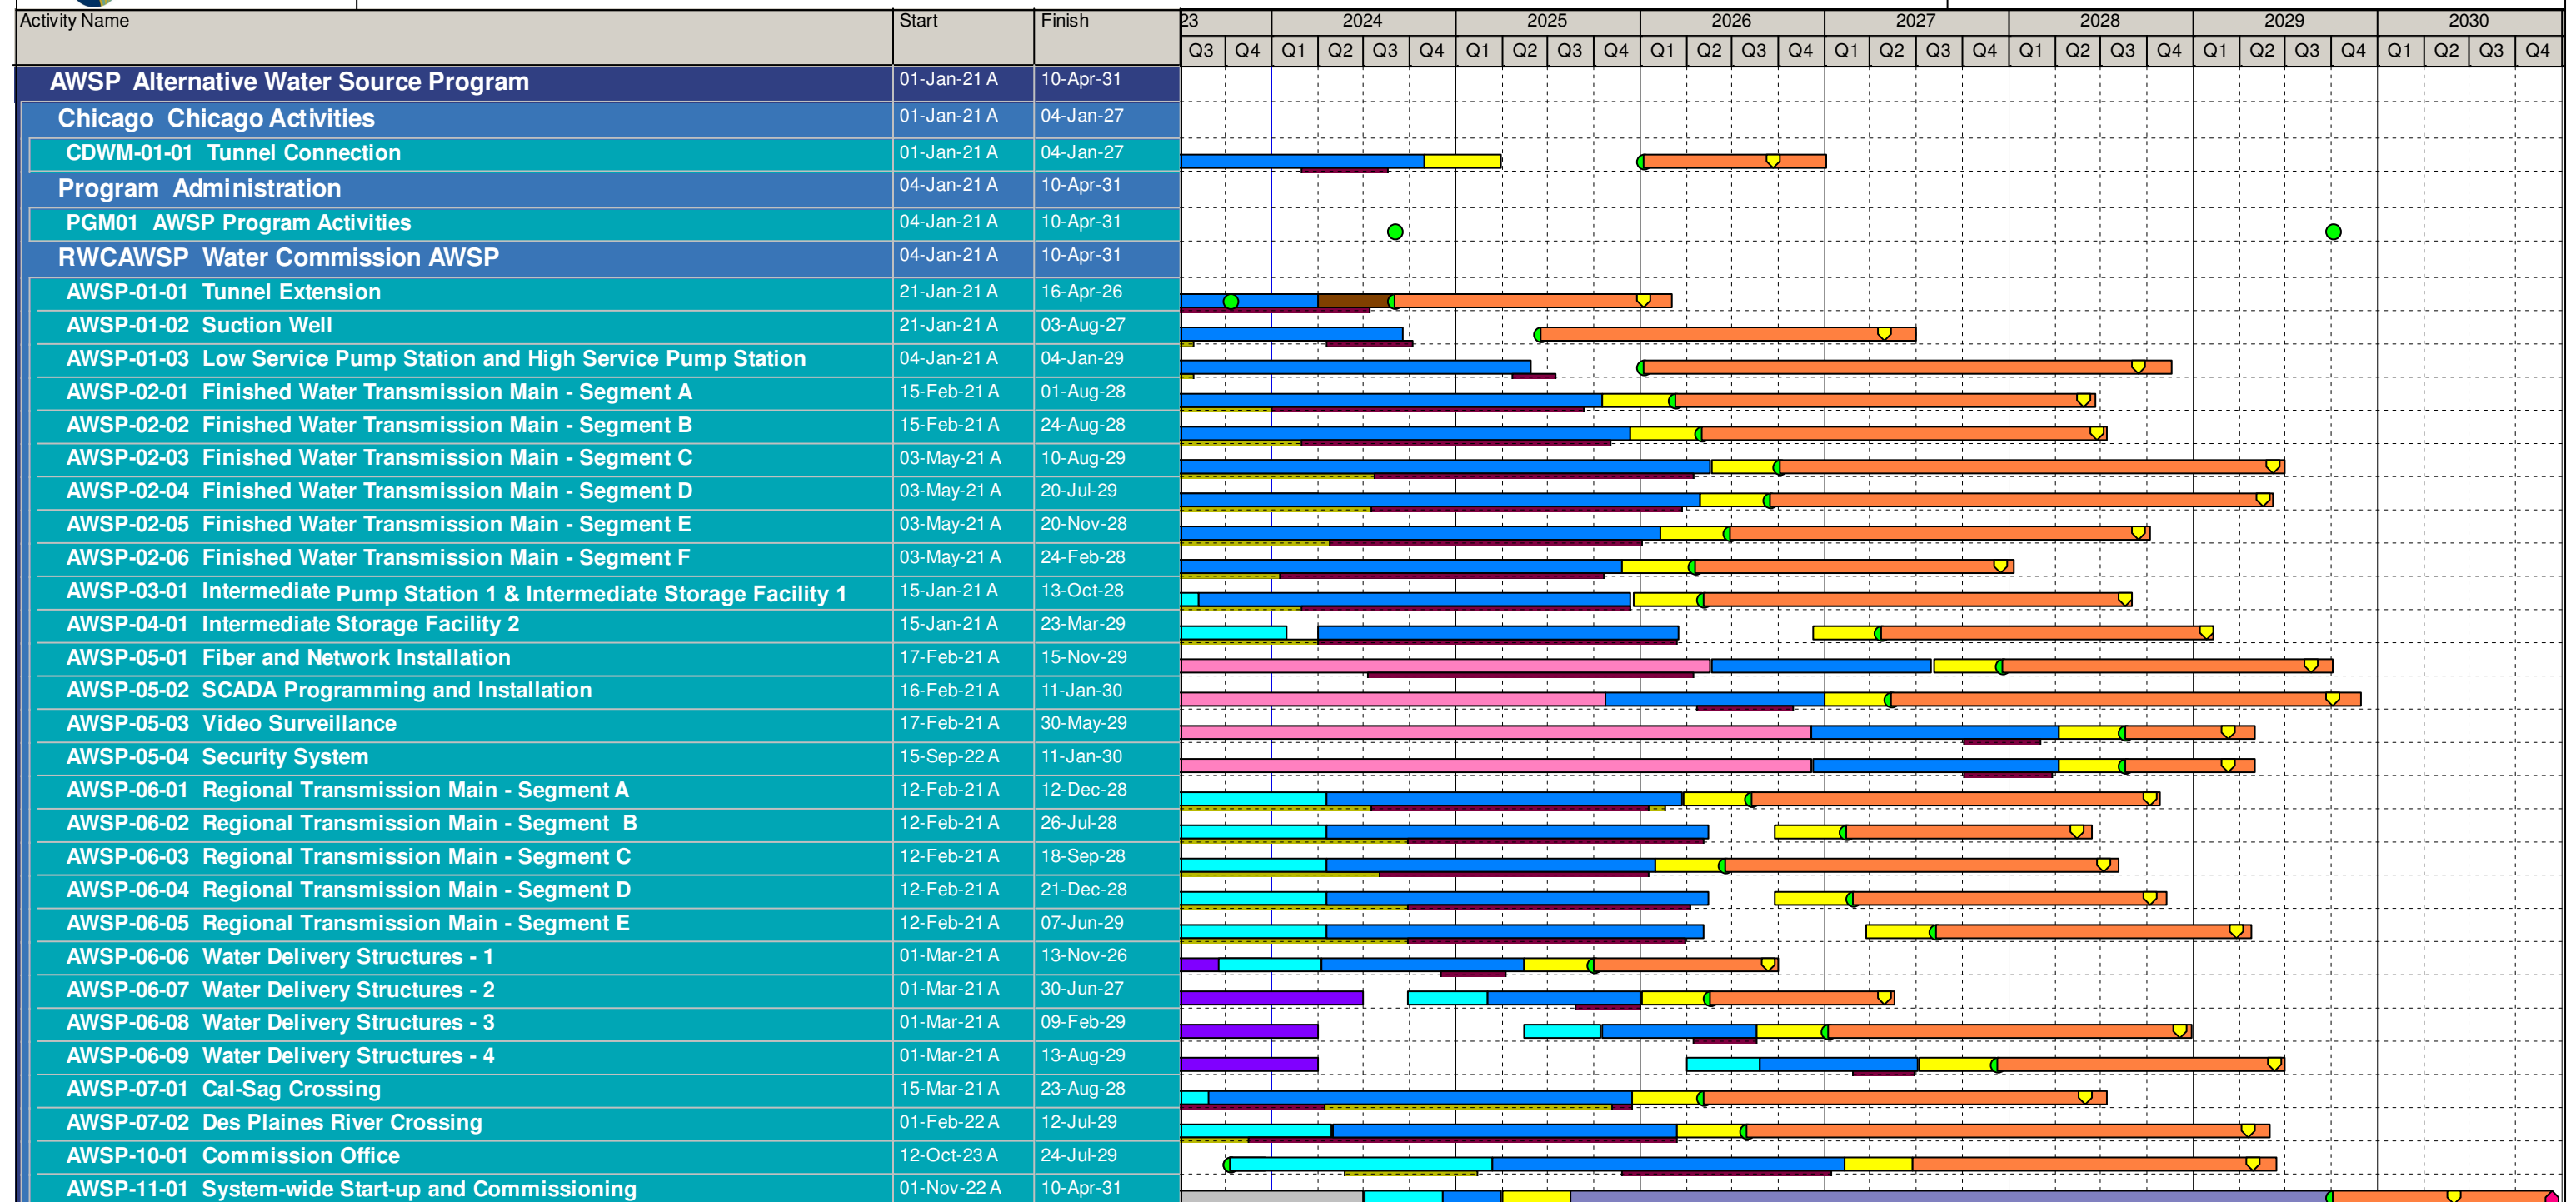 Activity Name Start Finish 23 2024 2025 2026 2027 2028 2029 2030
Q3 Q4 Q1 Q2 Q3 Q4 Q1 Q2 Q3 Q4 Q1 Q2 Q3 Q4 Q1 Q2 Q3 Q4 Q1 Q2 Q3 Q4 Q1 Q2 Q3 Q4 Q1 Q2 Q3 Q4
AWSP Alternative Water Source Program 01-Jan-21 A 10-Apr-31
Chicago Chicago Activities 01-Jan-21 A 04-Jan-27
CDWM-01-01 Tunnel Connection 01-Jan-21 A 04-Jan-27
Program Administration 04-Jan-21 A 10-Apr-31
PGM01 AWSP Program Activities 04-Jan-21 A 10-Apr-31
RWCAWSP Water Commission AWSP 04-Jan-21 A 10-Apr-31
AWSP-01-01 Tunnel Extension 21-Jan-21 A 16-Apr-26
AWSP-01-02 Suction Well 21-Jan-21 A 03-Aug-27
AWSP-01-03 Low Service Pump Station and High Service Pump Station 04-Jan-21 A 04-Jan-29
AWSP-02-01 Finished Water Transmission Main - Segment A 15-Feb-21 A 01-Aug-28
AWSP-02-02 Finished Water Transmission Main - Segment B 15-Feb-21 A 24-Aug-28
AWSP-02-03 Finished Water Transmission Main - Segment C 03-May-21 A 10-Aug-29
AWSP-02-04 Finished Water Transmission Main - Segment D 03-May-21 A 20-Jul-29
AWSP-02-05 Finished Water Transmission Main - Segment E 03-May-21 A 20-Nov-28
AWSP-02-06 Finished Water Transmission Main - Segment F 03-May-21 A 24-Feb-28
AWSP-03-01 Intermediate Pump Station 1 & Intermediate Storage Facility 1 15-Jan-21 A 13-Oct-28
AWSP-04-01 Intermediate Storage Facility 2 15-Jan-21 A 23-Mar-29
AWSP-05-01 Fiber and Network Installation 17-Feb-21 A 15-Nov-29
AWSP-05-02 SCADA Programming and Installation 16-Feb-21 A 11-Jan-30
AWSP-05-03 Video Surveillance 17-Feb-21 A 30-May-29
AWSP-05-04 Security System 15-Sep-22 A 11-Jan-30
AWSP-06-01 Regional Transmission Main - Segment A 12-Feb-21 A 12-Dec-28
AWSP-06-02 Regional Transmission Main - Segment B 12-Feb-21 A 26-Jul-28
AWSP-06-03 Regional Transmission Main - Segment C 12-Feb-21 A 18-Sep-28
AWSP-06-04 Regional Transmission Main - Segment D 12-Feb-21 A 21-Dec-28
AWSP-06-05 Regional Transmission Main - Segment E 12-Feb-21 A 07-Jun-29
AWSP-06-06 Water Delivery Structures - 1 01-Mar-21 A 13-Nov-26
AWSP-06-07 Water Delivery Structures - 2 01-Mar-21 A 30-Jun-27
AWSP-06-08 Water Delivery Structures - 3 01-Mar-21 A 09-Feb-29
AWSP-06-09 Water Delivery Structures - 4 01-Mar-21 A 13-Aug-29
AWSP-07-01 Cal-Sag Crossing 15-Mar-21 A 23-Aug-28
AWSP-07-02 Des Plaines River Crossing 01-Feb-22 A 12-Jul-29
AWSP-10-01 Commission Office 12-Oct-23 A 24-Jul-29
AWSP-11-01 System-wide Start-up and Commissioning 01-Nov-22 A 10-Apr-31